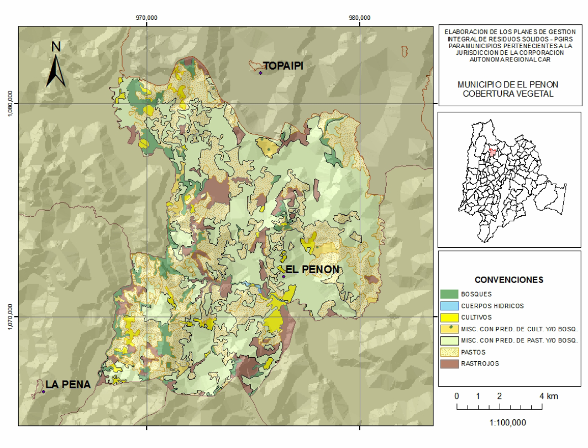 970,000
980,000
N
TOPAIPI
1,080,000
EL PENON
1,070,000
LA PENA
ELABORACION DE LOS PLANES DE GESTION
INTEGRAL DE RESIDUOS SOLIDOS - PGIRS
PARA MUNICIPIOS PERTENECIENTES A LA
JURISDICCION DE LA CORPORACION
AUTONOMA REGIONAL CAR
MUNICIPIO DE EL PENON
COBERTURA VEGETAL
CONVENCIONES
BOSQUES
CUERPOS HIDRICOS
CULTIVOS
MISC. CON PRED. DE CULT. Y/O BOSQ.
MISC. CON PRED. DE PAST. Y/O BOSQ.
PASTOS
RASTROJOS
0 1 2 4 km
1:100,000